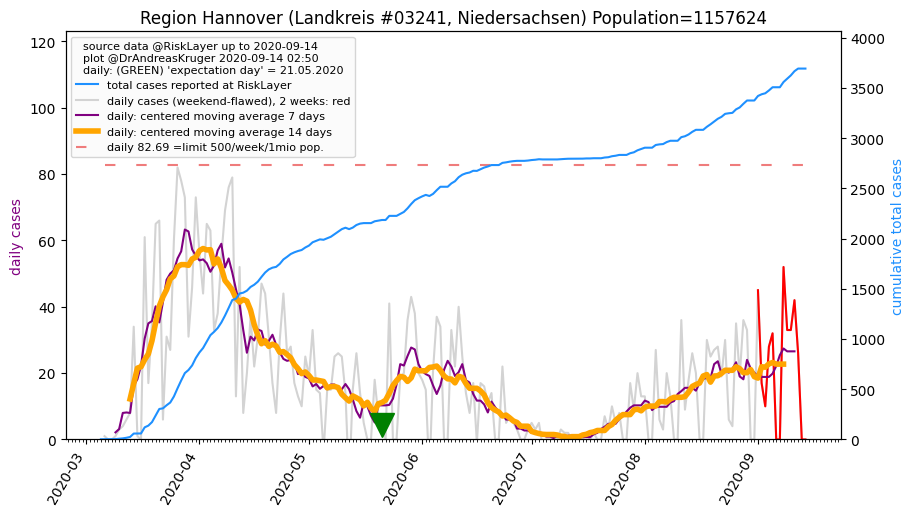 Region Hannover (Landkreis #03241, Niedersachsen) Population=1157624
source data @RiskLayer up to 2020-09-14
plot @DrAndreasKruger 2020-09-14 02:50
daily: (GREEN) 'expectation day' = 21.05.2020
total cases reported at RiskLayer
daily cases (weekend-flawed), 2 weeks: red
daily: centered moving average 7 days
daily: centered moving average 14 days
daily 82.69 =limit 500/week/1mio pop.
daily cases
120
100
80
60
40
20
0
cumulative total cases
4000
3500
3000
2500
2000
1500
1000
500
0
2020-03
2020-04
2020-05
2020-06
2020-07
2020-08
2020-09